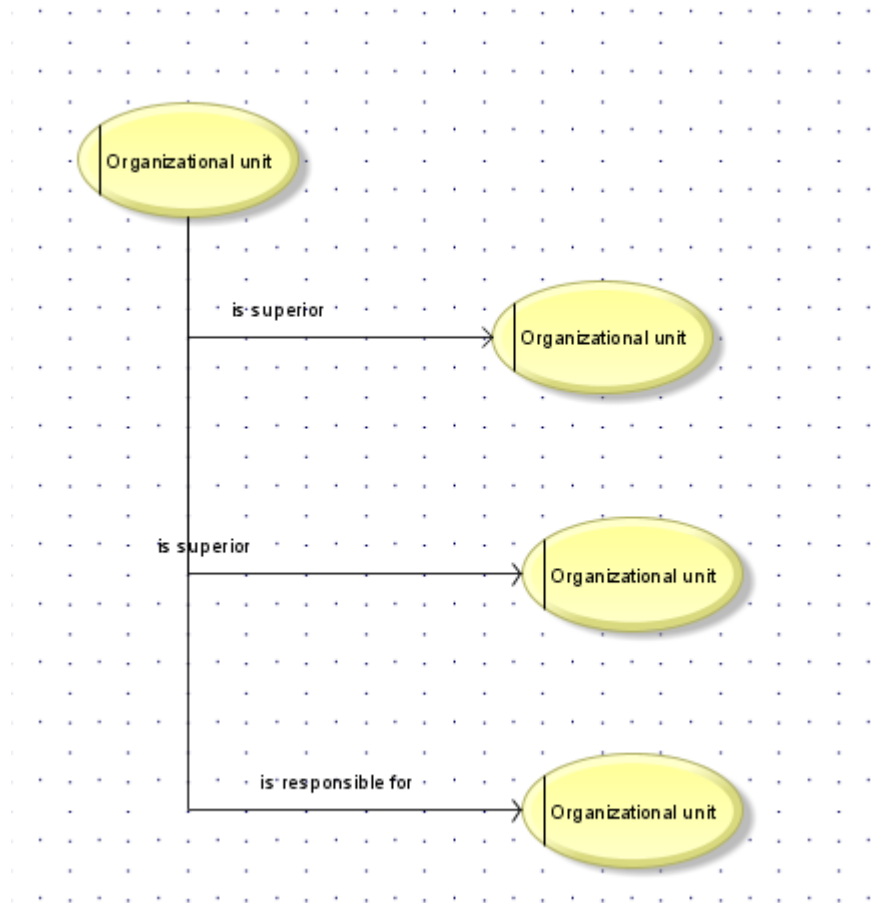 Organizational unit
is superior
Organizational unit
is superior
Organizational unit
is responsible for
Organizational unit